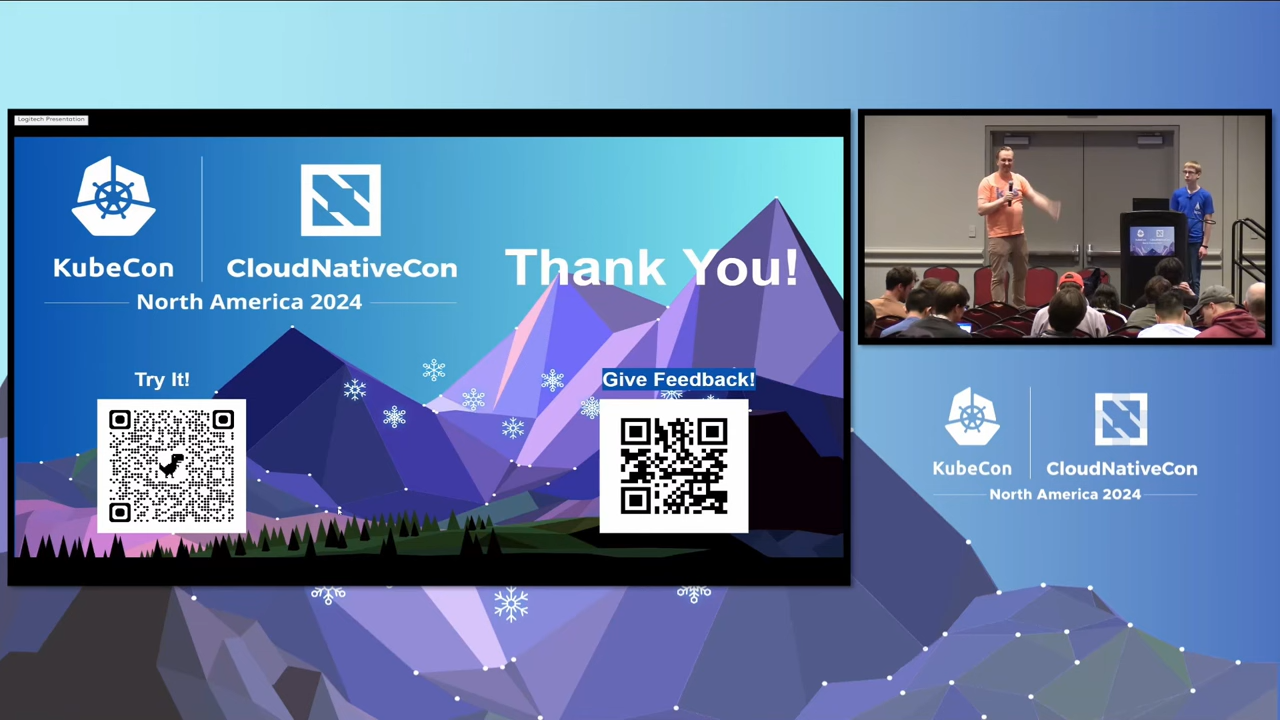 Logitech Presentation
KubeCon
CloudNativeCon
North America 2024
Thank You!
Try It!
Give Feedback!
KubeCon
CloudNativeCon
North America 2024